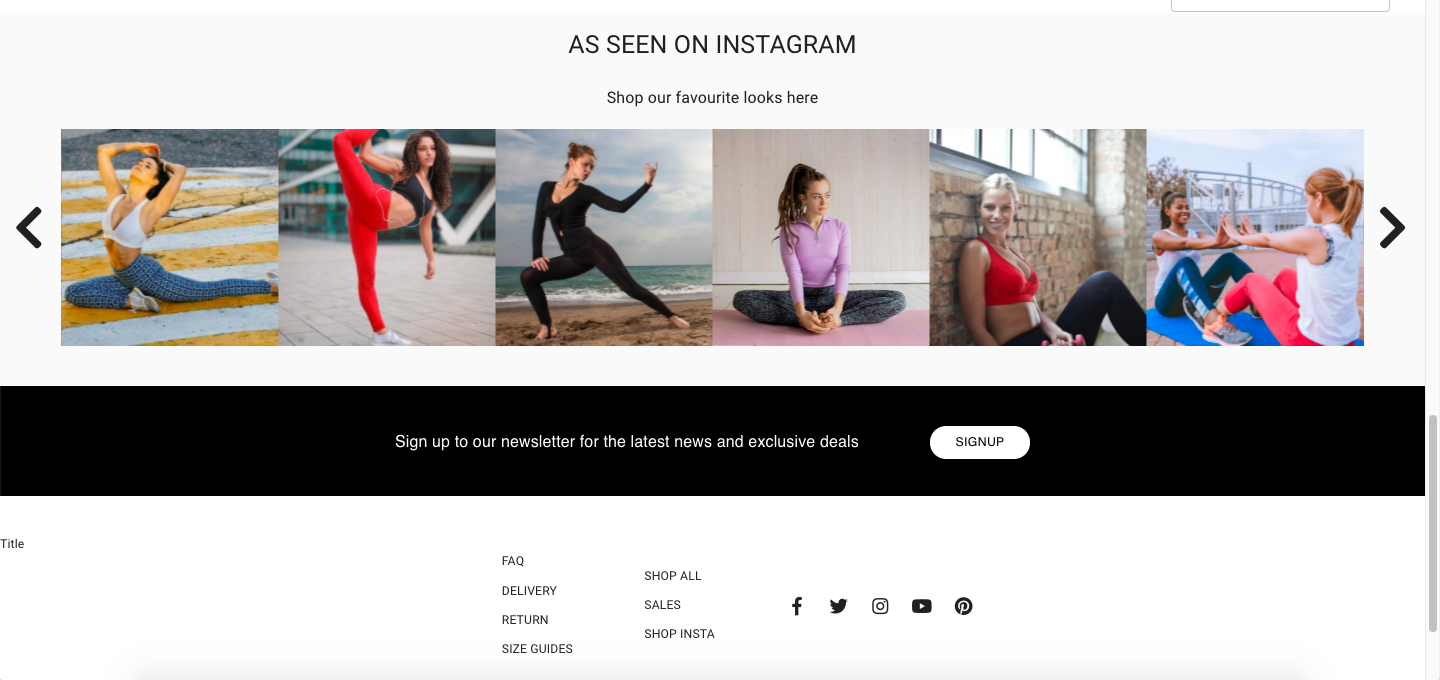 AS SEEN ON INSTAGRAM
Shop our favourite looks here
Sign up to our newsletter for the latest news and exclusive deals
SIGNUP
Title
FAQ
DELIVERY
RETURN
SIZE GUIDES
SHOP ALL
SALES
SHOP INSTA